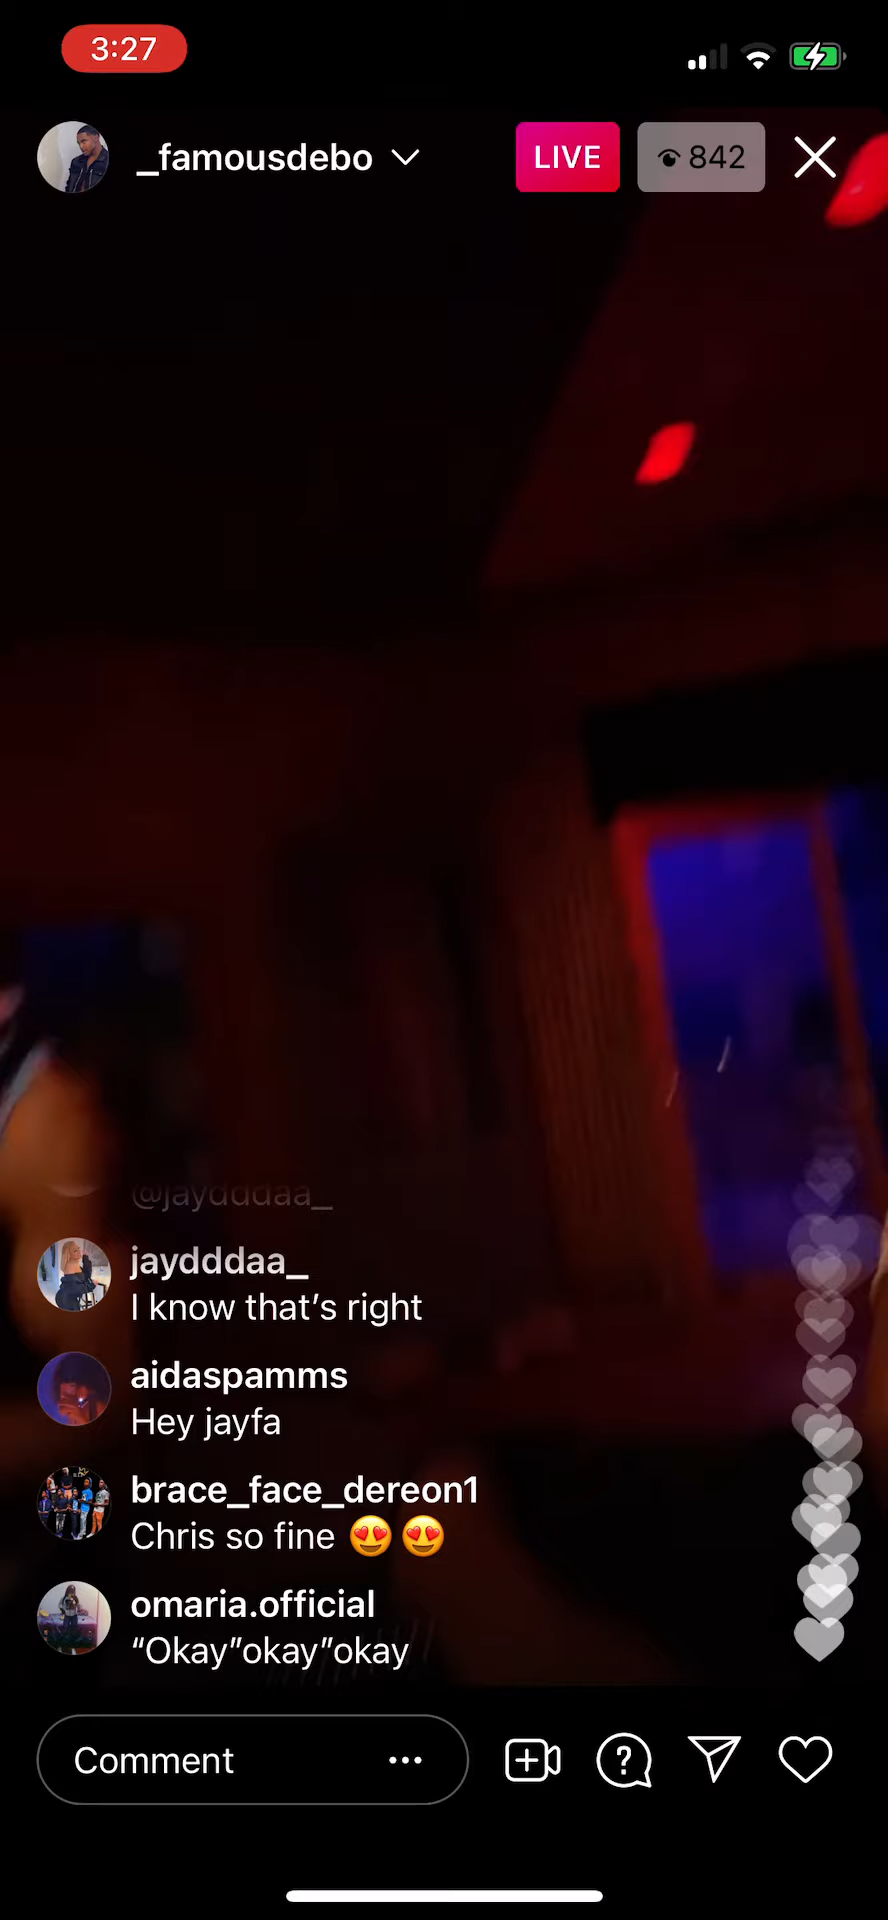 3:27
_famousdebo
LIVE
842
@jaydddaa_
jaydddaa_
I know that’s right
aidaspamms
Hey jayfa
brace_face_dereon1
Chris so fine 😍 😍
omaria.official
“Okay”okay”okay
Comment